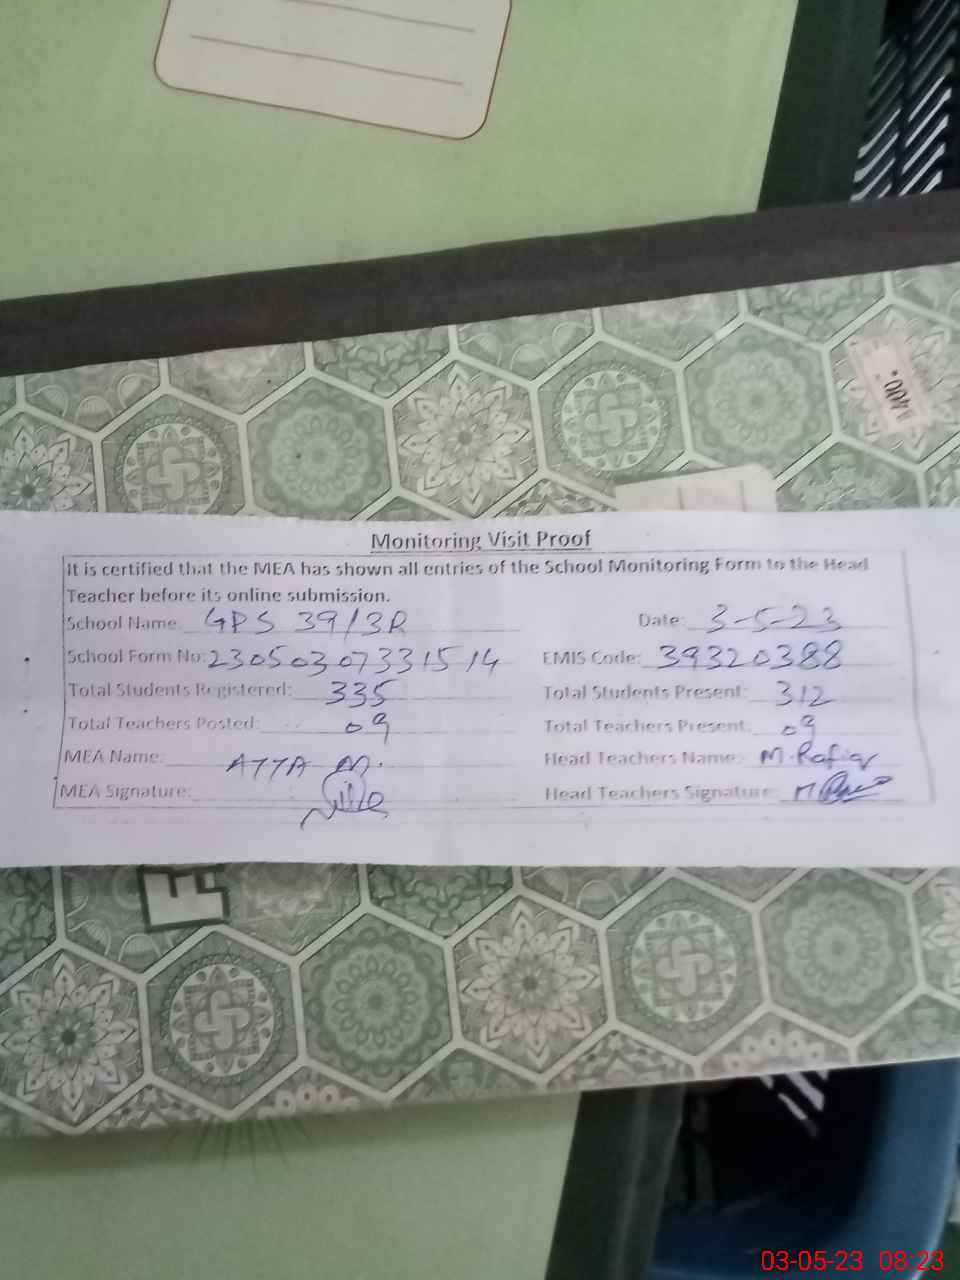 Monitoring Visit Proof
It is certified that the MEA has shown all entries of the School Monitoring Form to the Head
Teacher before its online submission.
School Name: GPS 39/3R Date: 3-5-23
School Form No: 23050307331514 EMIS Code: 39320388
Total Students Registered: 335 Total Students Present: 312
Total Teachers Posted: 09 Total Teachers Present: 09
MEA Name: ATTA M. Head Teachers Name: M.Rafiq
MEA Signature: Head Teachers Signature:
03-05-23 08:23